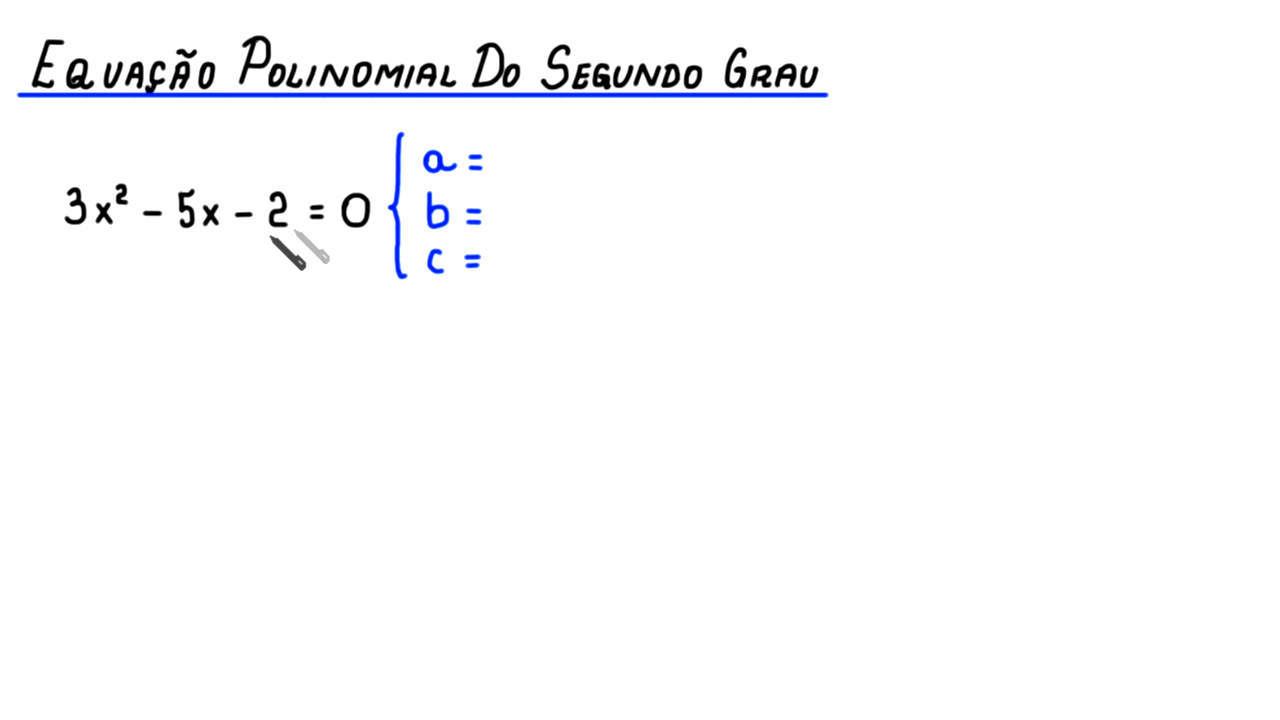 EQUAÇÃO POLINOMIAL DO SEGUNDO GRAU
a =
3x² - 5x - 2 = 0
b =
c =